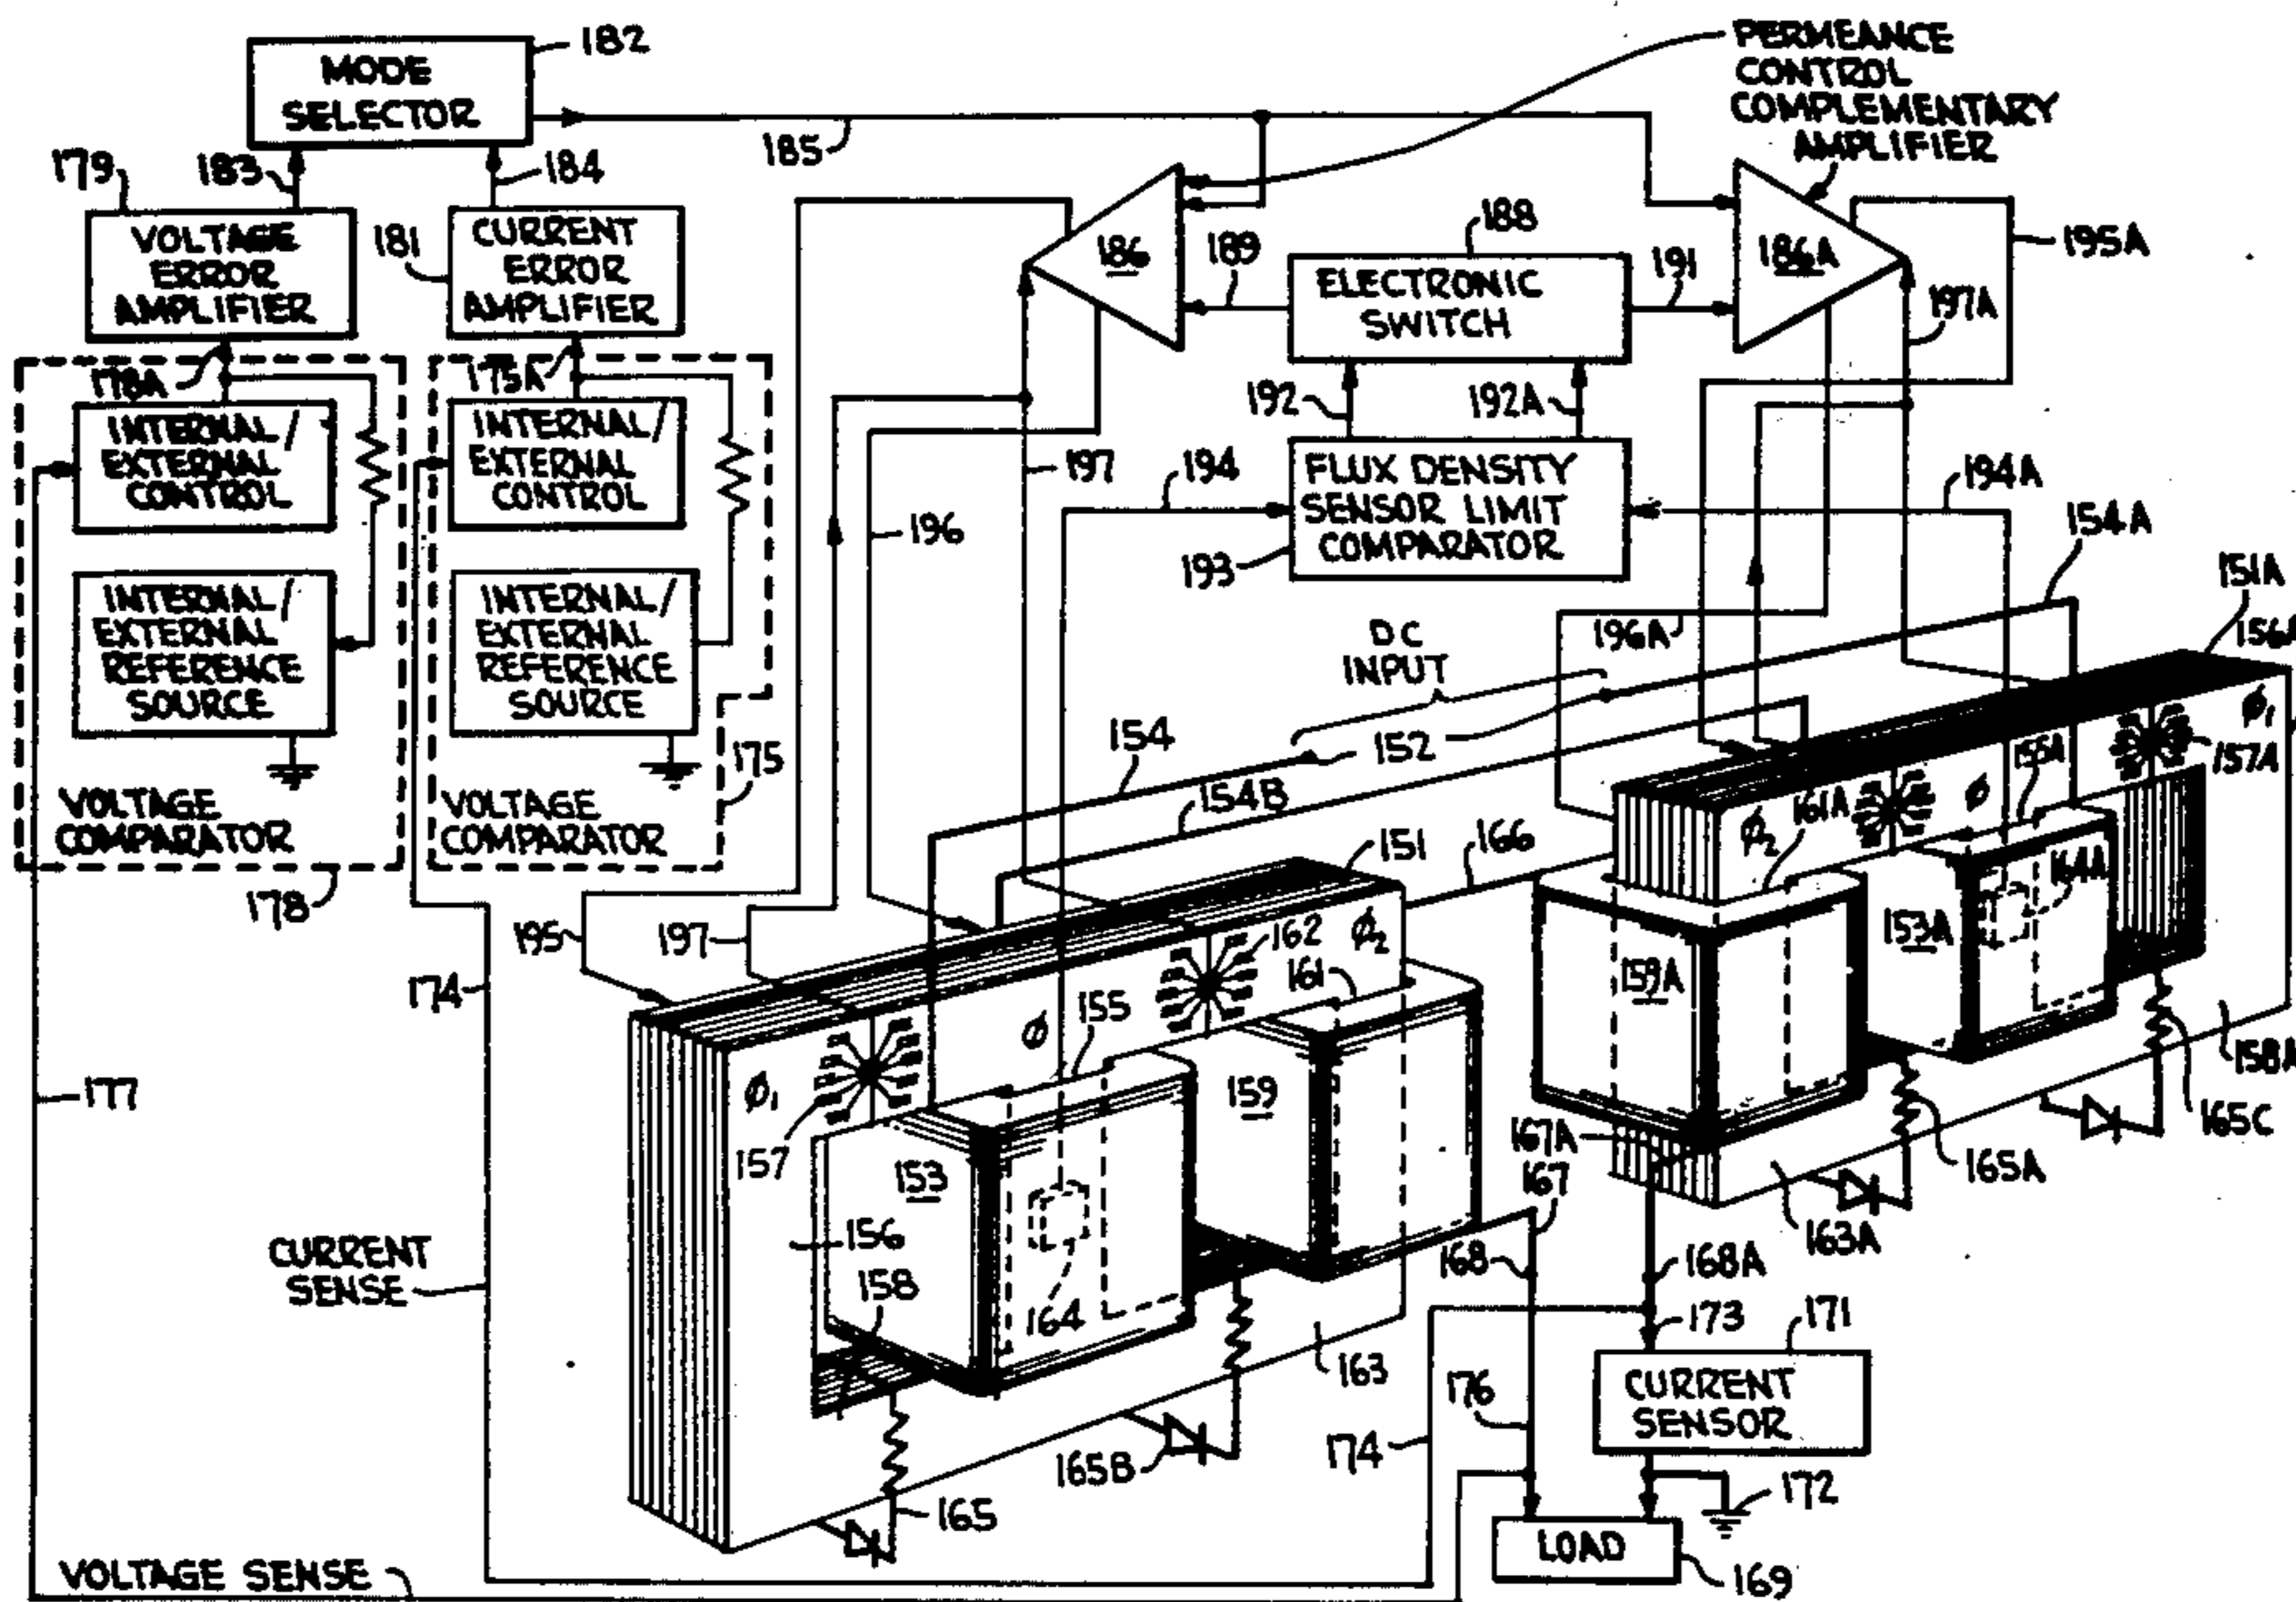 182
MODE
SELECTOR
PERMEANCE
CONTROL
COMPLEMENTARY
AMPLIFIER
185
179
183
184
VOLTAGE
ERROR
AMPLIFIER
181
CURRENT
ERROR
AMPLIFIER
186
189
188
ELECTRONIC
SWITCH
191
186A
195A
197A
178A
175A
192
192A
INTERNAL/
EXTERNAL
CONTROL
INTERNAL/
EXTERNAL
CONTROL
197
194
FLUX DENSITY
SENSOR LIMIT
COMPARATOR
194A
193
196
154A
151A
156A
INTERNAL/
EXTERNAL
REFERENCE
SOURCE
INTERNAL/
EXTERNAL
REFERENCE
SOURCE
DC
INPUT
196A
175
154
152
154B
155A
157A
ϕ₁
ϕ
ϕ₂
161A
164A
VOLTAGE
COMPARATOR
VOLTAGE
COMPARATOR
178
151
166
174
195
197
162
ϕ₂
161
159A
153A
155
ϕ
ϕ₁
157
153
159
158A
165C
165A
167A
167
163A
177
156
158
164
168
168A
CURRENT
SENSE
173
171
163
CURRENT
SENSOR
176
174
165B
172
165
LOAD
169
VOLTAGE SENSE